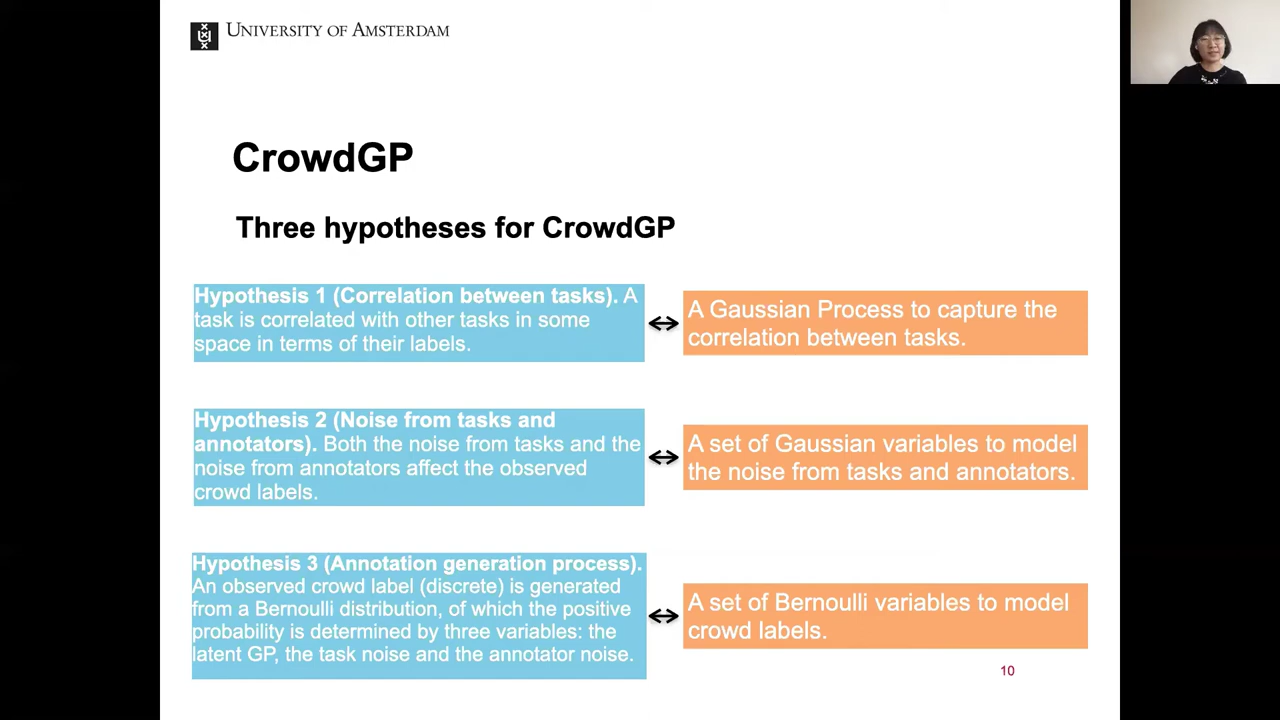 UNIVERSITY OF AMSTERDAM
CrowdGP
Three hypotheses for CrowdGP
Hypothesis 1 (Correlation between tasks). A
task is correlated with other tasks in some
space in terms of their labels.
A Gaussian Process to capture the
correlation between tasks.
Hypothesis 2 (Noise from tasks and
annotators). Both the noise from tasks and the
noise from annotators affect the observed
crowd labels.
A set of Gaussian variables to model
the noise from tasks and annotators.
Hypothesis 3 (Annotation generation process).
An observed crowd label (discrete) is generated
from a Bernoulli distribution, of which the positive
probability is determined by three variables: the
latent GP, the task noise and the annotator noise.
A set of Bernoulli variables to model
crowd labels.
10